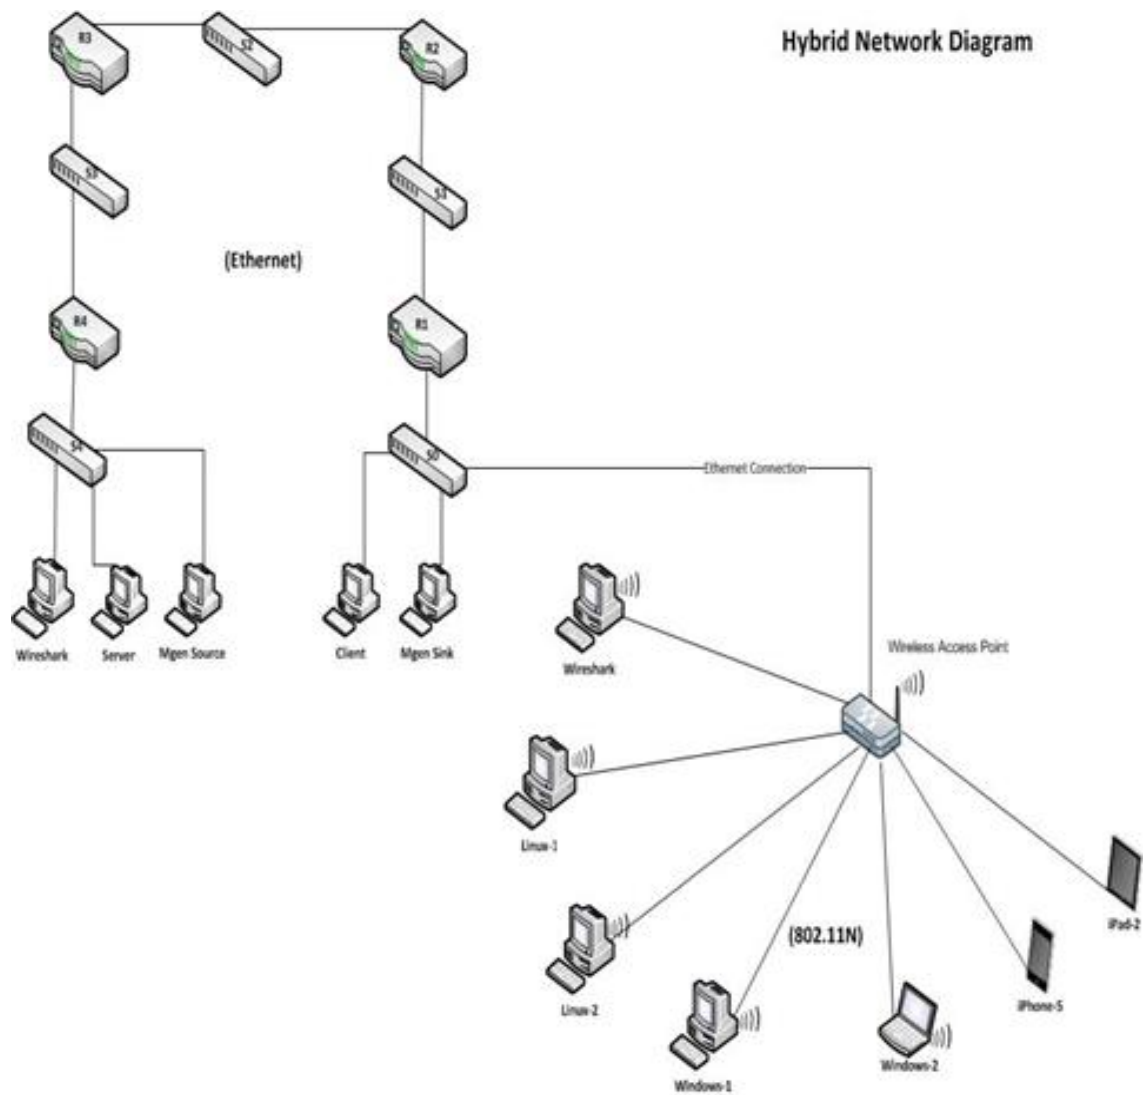 Hybrid Network Diagram
R3
S2
R2
S3
(Ethernet)
R4
R1
S4
S0
Ethernet Connection
Wireshark
Server
Mgen Source
Client
Mgen Sink
Wireshark
Wireless Access Point
Linux-1
Linux-2
(802.11N)
iPad-2
iPhone-5
Windows-1
Windows-2